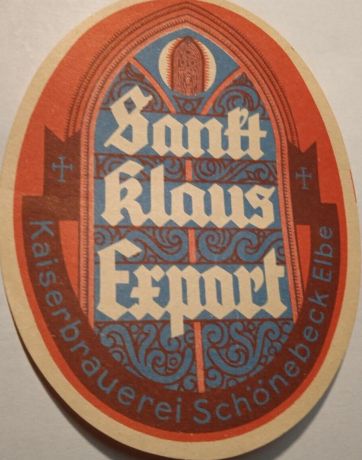 Sankt
Klaus
Export
Kaiserbrauerei Schönebeck Elbe